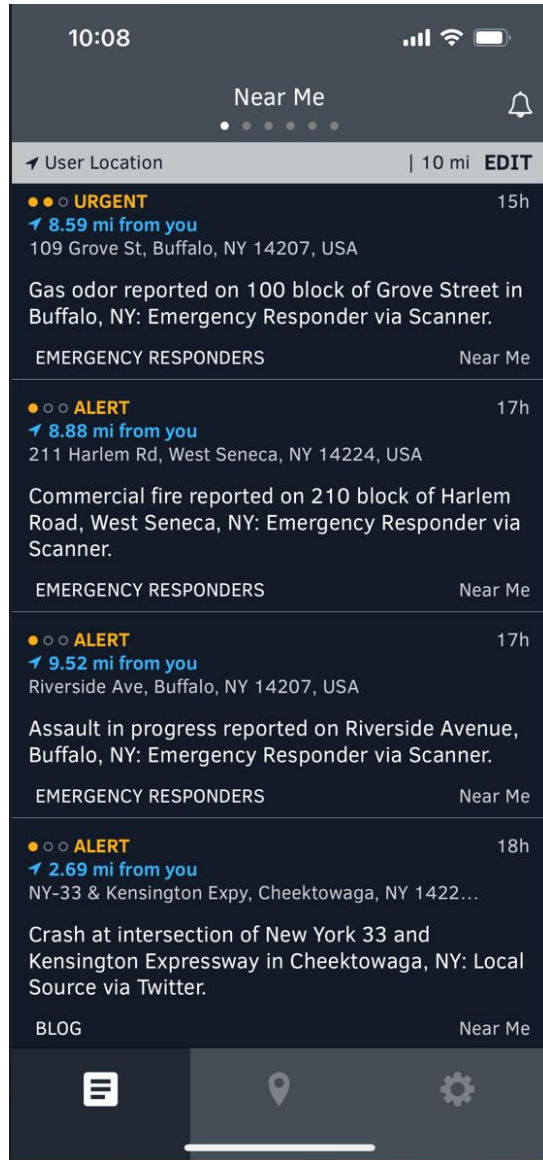 10:08
Near Me
User Location | 10 mi EDIT
URGENT 15h
8.59 mi from you
109 Grove St, Buffalo, NY 14207, USA
Gas odor reported on 100 block of Grove Street in
Buffalo, NY: Emergency Responder via Scanner.
EMERGENCY RESPONDERS Near Me
ALERT 17h
8.88 mi from you
211 Harlem Rd, West Seneca, NY 14224, USA
Commercial fire reported on 210 block of Harlem
Road, West Seneca, NY: Emergency Responder via
Scanner.
EMERGENCY RESPONDERS Near Me
ALERT 17h
9.52 mi from you
Riverside Ave, Buffalo, NY 14207, USA
Assault in progress reported on Riverside Avenue,
Buffalo, NY: Emergency Responder via Scanner.
EMERGENCY RESPONDERS Near Me
ALERT 18h
2.69 mi from you
NY-33 & Kensington Expy, Cheektowaga, NY 1422...
Crash at intersection of New York 33 and
Kensington Expressway in Cheektowaga, NY: Local
Source via Twitter.
BLOG Near Me